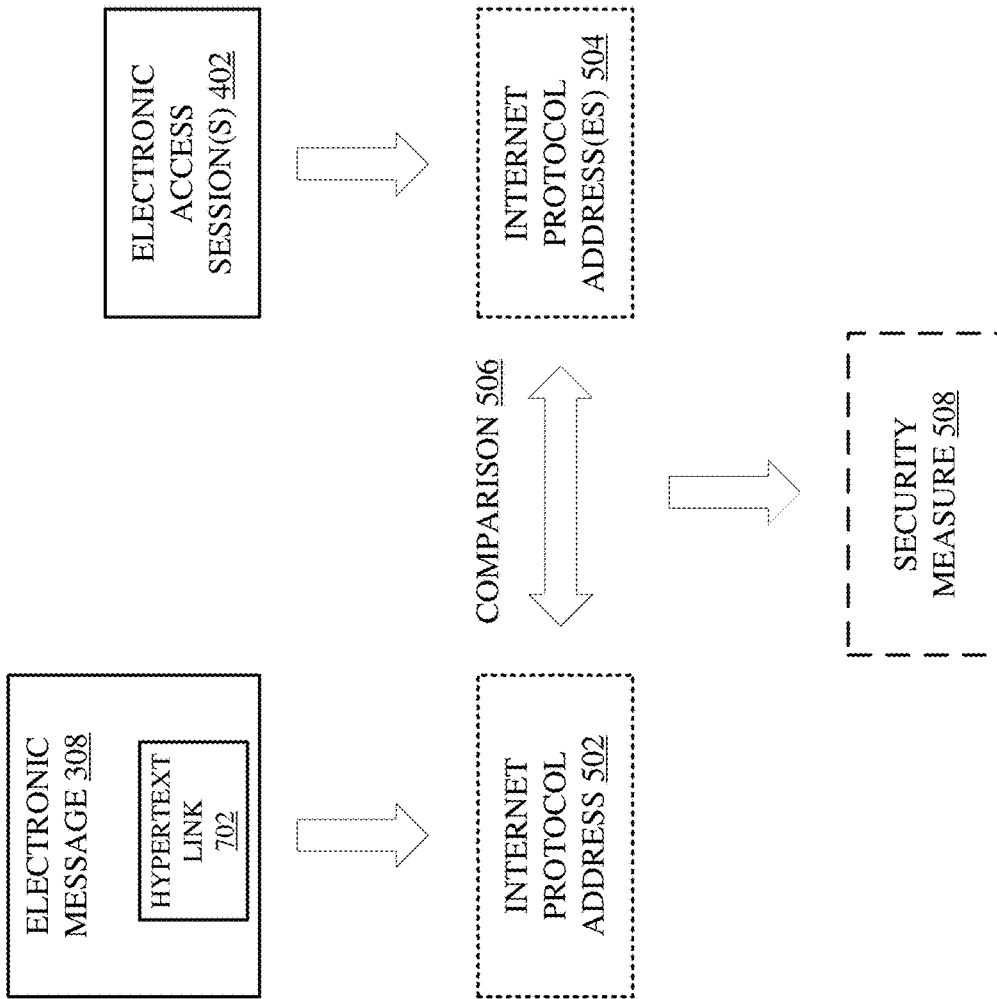 ELECTRONIC
MESSAGE 308
HYPERTEXT
LINK
702
INTERNET
PROTOCOL
ADDRESS 502
COMPARISON 506
ELECTRONIC
ACCESS
SESSION(S) 402
INTERNET
PROTOCOL
ADDRESS(ES) 504
SECURITY
MEASURE 508